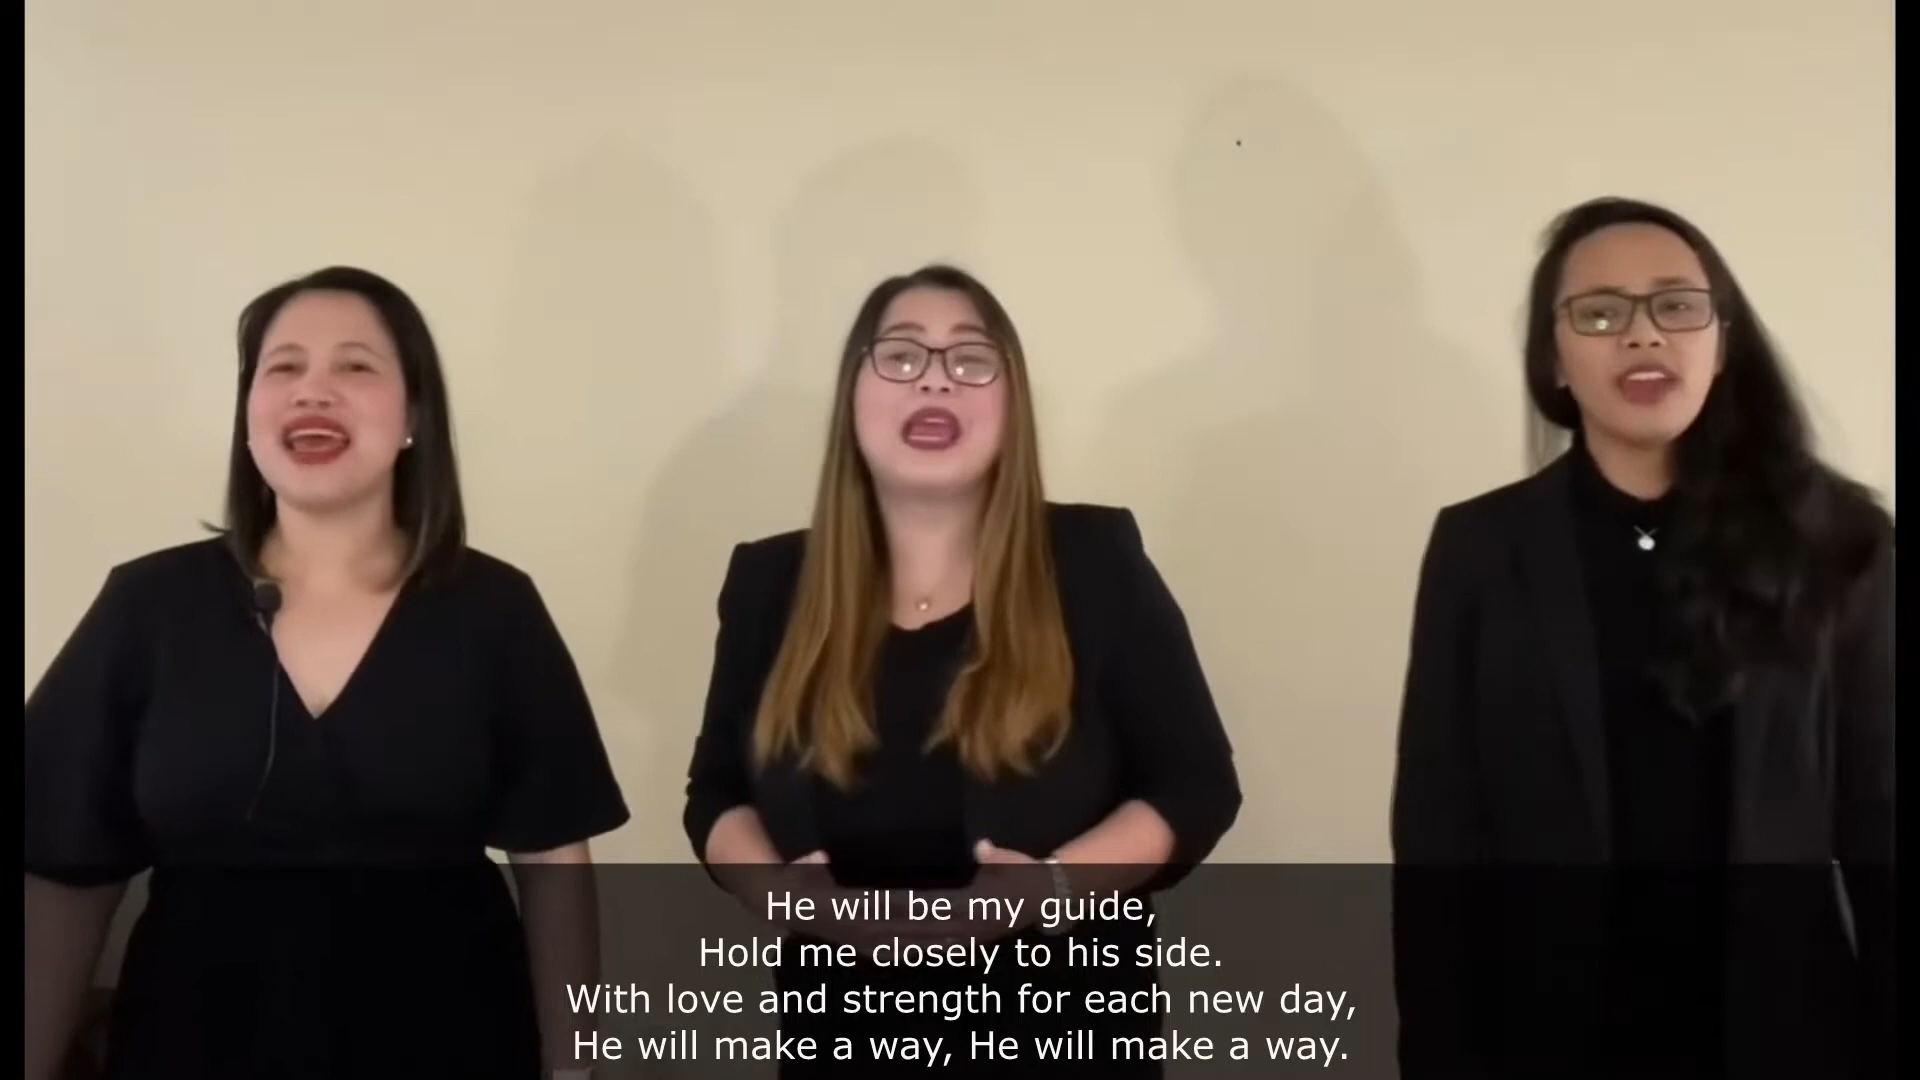 He will be my guide,
Hold me closely to his side.
With love and strength for each new day,
He will make a way, He will make a way.